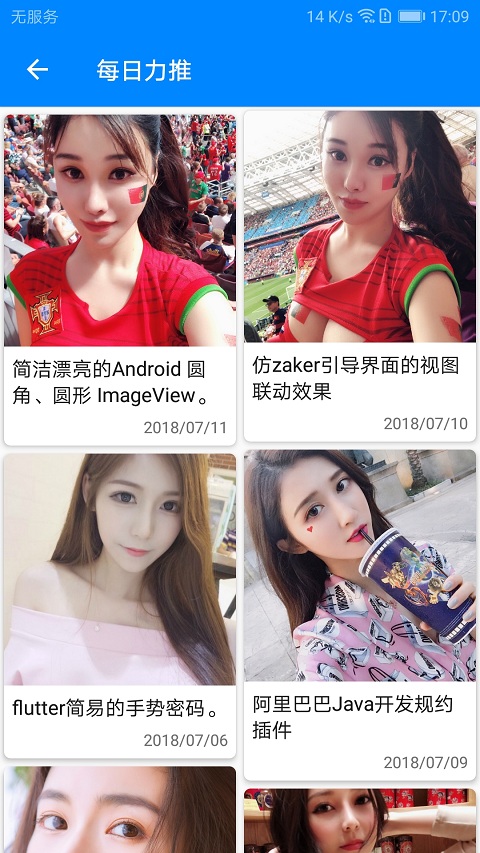 无服务 14 K/s 17:09
每日力推
简洁漂亮的Android 圆
角、圆形 ImageView。
2018/07/11
仿zaker引导界面的视图
联动效果
2018/07/10
flutter简易的手势密码。
2018/07/06
阿里巴巴Java开发规约
插件
2018/07/09